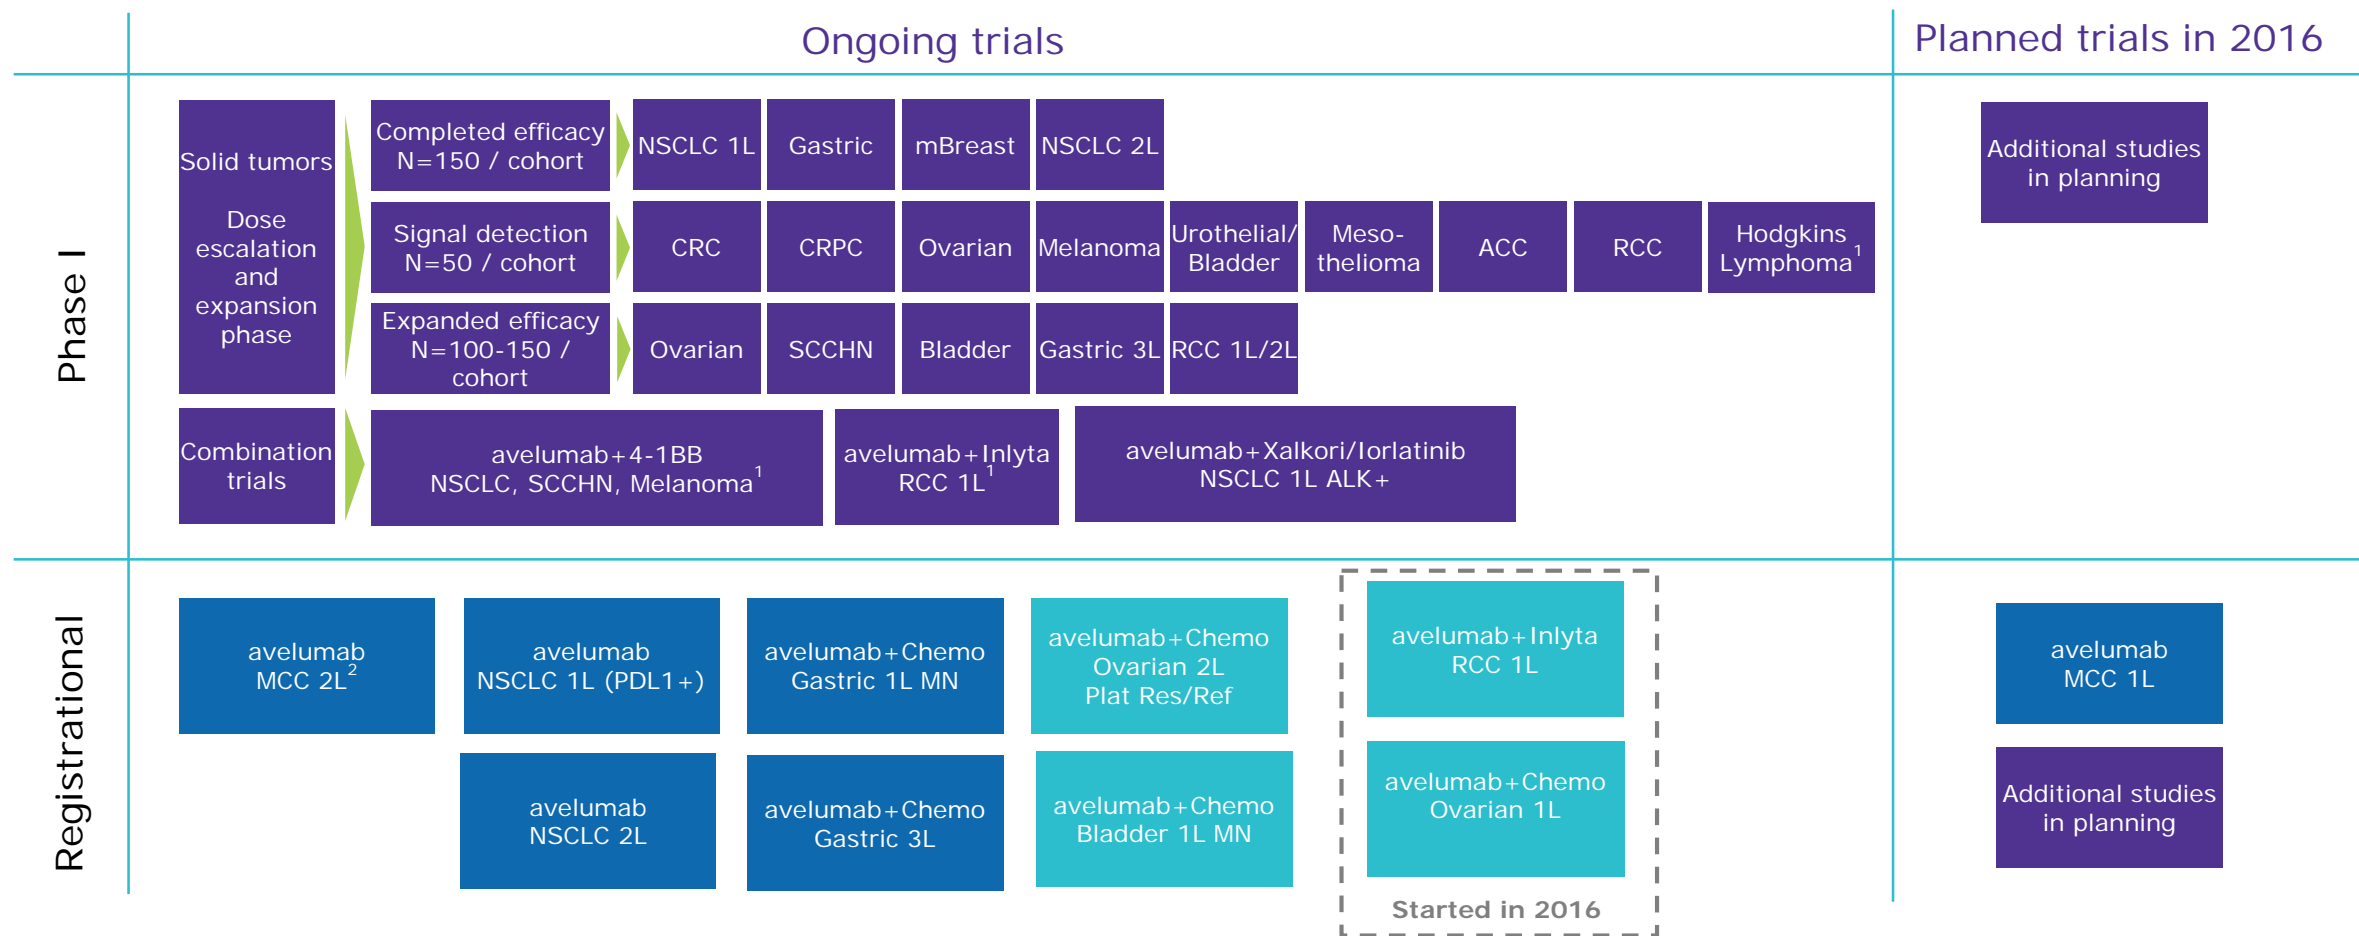 Ongoing trials
Planned trials in 2016
Phase I
Solid tumors
Dose
escalation
and
expansion
phase
Completed efficacy
N=150 / cohort
NSCLC 1L
Gastric
mBreast
NSCLC 2L
Signal detection
N=50 / cohort
CRC
CRPC
Ovarian
Melanoma
Urothelial/
Bladder
Meso-
thelioma
ACC
RCC
Hodgkins
Lymphoma1
Expanded efficacy
N=100-150 /
cohort
Ovarian
SCCHN
Bladder
Gastric 3L
RCC 1L/2L
Combination
trials
avelumab+4-1BB
NSCLC, SCCHN, Melanoma1
avelumab+Inlyta
RCC 1L1
avelumab+Xalkori/Iorlatinib
NSCLC 1L ALK+
Additional studies
in planning
Registrational
avelumab
MCC 2L2
avelumab
NSCLC 1L (PDL1+)
avelumab+Chemo
Gastric 1L MN
avelumab+Chemo
Ovarian 2L
Plat Res/Ref
avelumab+Inlyta
RCC 1L
avelumab
NSCLC 2L
avelumab+Chemo
Gastric 3L
avelumab+Chemo
Bladder 1L MN
avelumab+Chemo
Ovarian 1L
Started in 2016
avelumab
MCC 1L
Additional studies
in planning